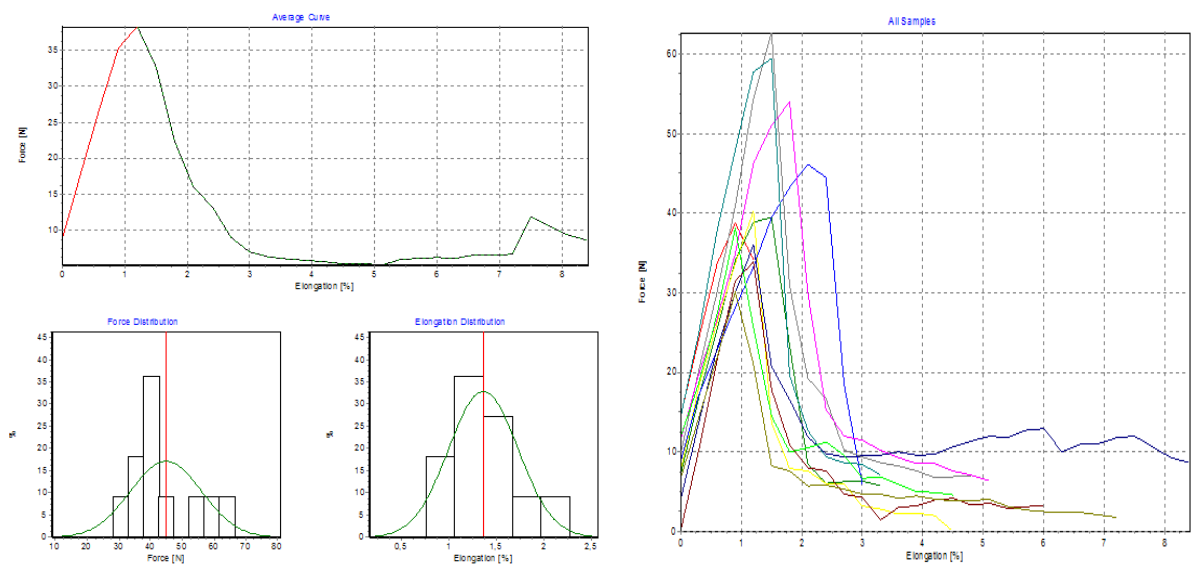 Average Curve
Force [N]
35
30
25
20
15
10
0 1 2 3 4 5 6 7 8
Elongation [%]
Force Distribution
%
45
40
35
30
25
20
15
10
5
0
10 20 30 40 50 60 70 80
Force [N]
Elongation Distribution
%
45
40
35
30
25
20
15
10
5
0
0,5 1 1,5 2 2,5
Elongation [%]
All Samples
Force [N]
60
50
40
30
20
10
0
0 1 2 3 4 5 6 7 8
Elongation [%]